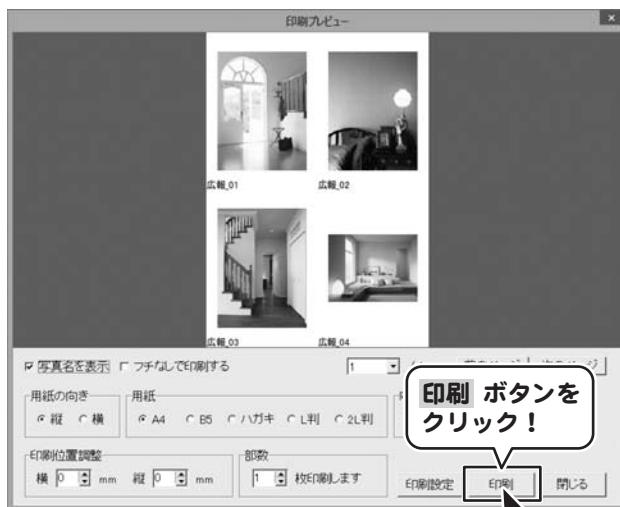 印刷プレビュー
広報_01
広報_02
広報_03
広報_04
写真名を表示 フチなしで印刷する
1
用紙の向き
縦 横
用紙
A4 B5 ハガキ L判 2L判
印刷 ボタンを
クリック!
印刷位置調整
横 0 mm 縦 0 mm
部数
1 枚印刷します
印刷設定 印刷 閉じる